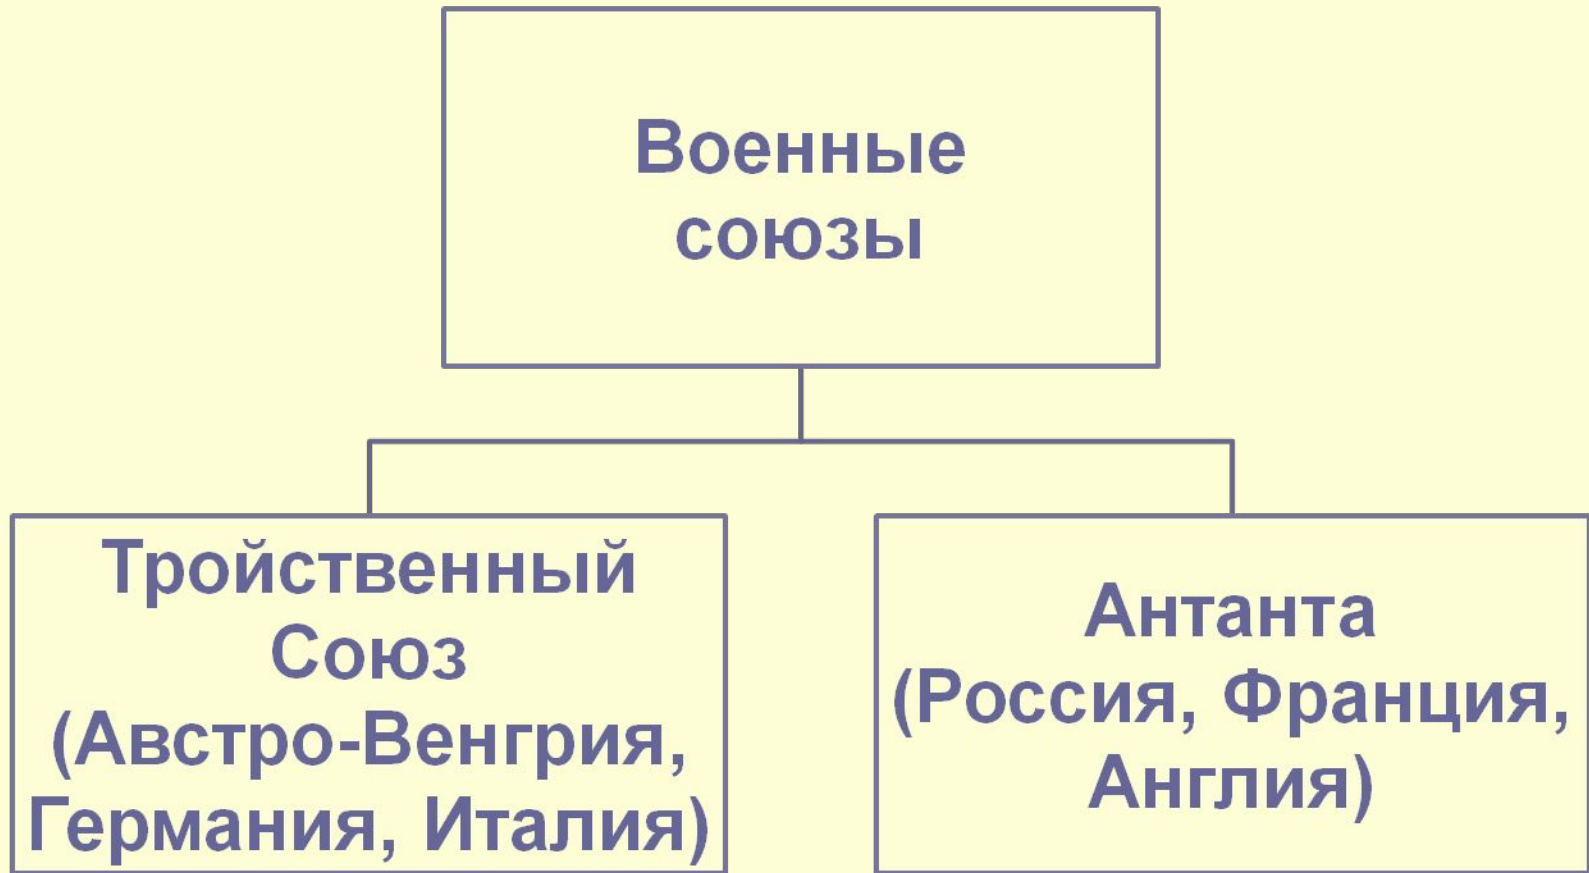 Военные
союзы
Тройственный
Союз
(Австро-Венгрия,
Германия, Италия)
Антанта
(Россия, Франция,
Англия)